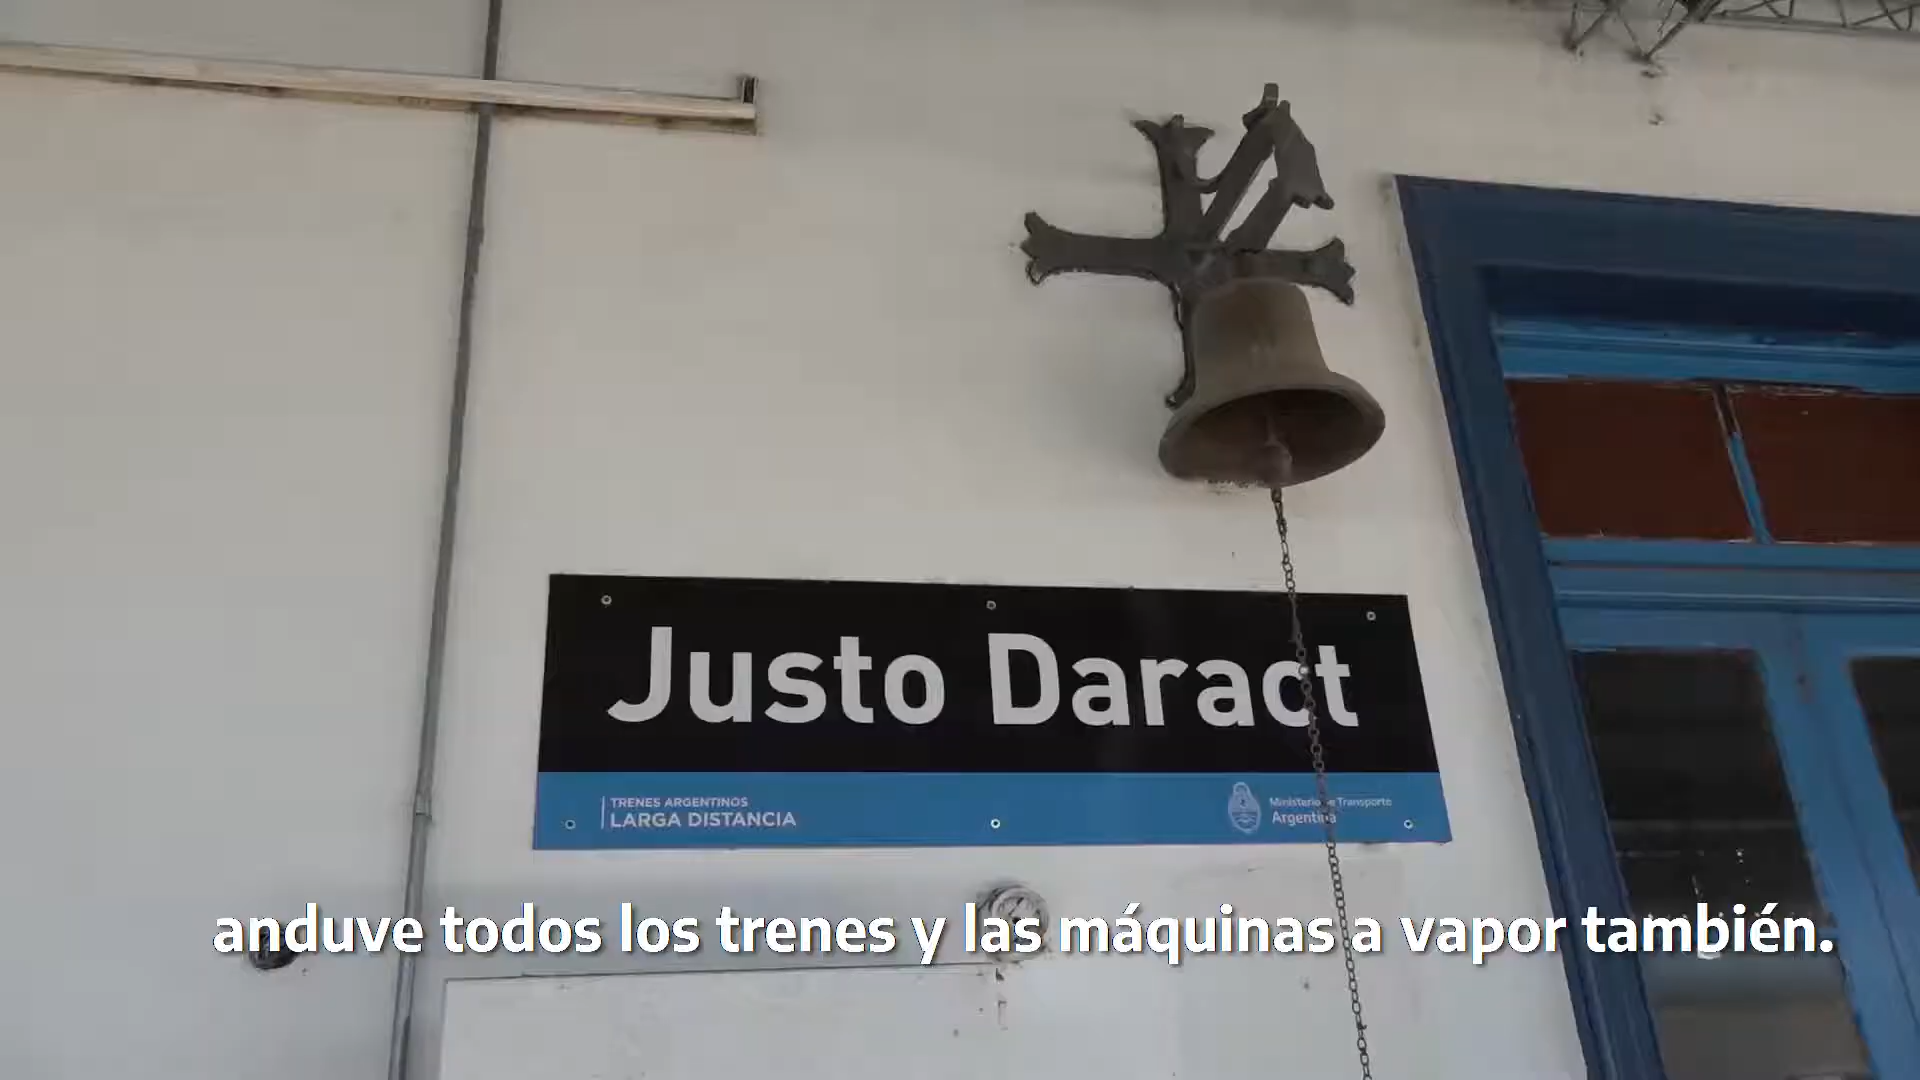 Justo Daract
TRENES ARGENTINOS
LARGA DISTANCIA
Ministerio de Transporte
Argentina
anduve todos los trenes y las máquinas a vapor también.